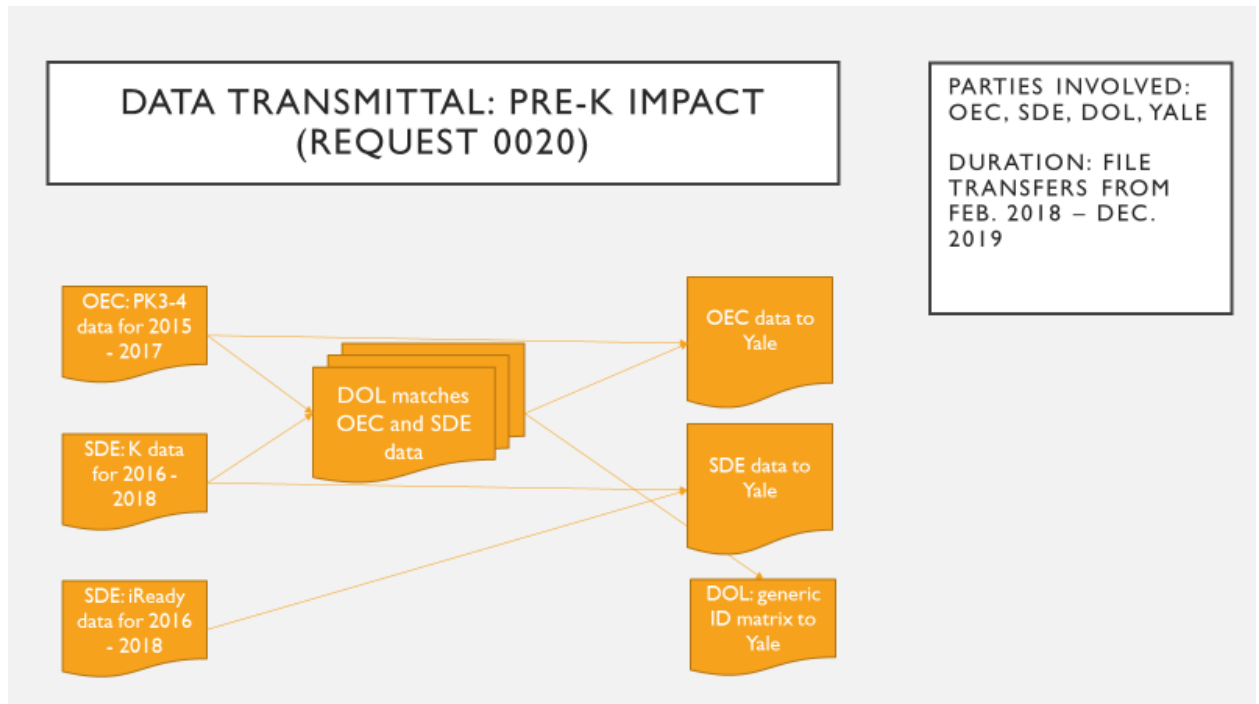 DATA TRANSMITTAL: PRE-K IMPACT
(REQUEST 0020)
PARTIES INVOLVED:
OEC, SDE, DOL, YALE
DURATION: FILE
TRANSFERS FROM
FEB. 2018 – DEC.
2019
OEC: PK3-4
data for 2015
- 2017
DOL matches
OEC and SDE
data
OEC data to
Yale
SDE: K data
for 2016 -
2018
SDE data to
Yale
SDE: iReady
data for 2016
- 2018
DOL: generic
ID matrix to
Yale